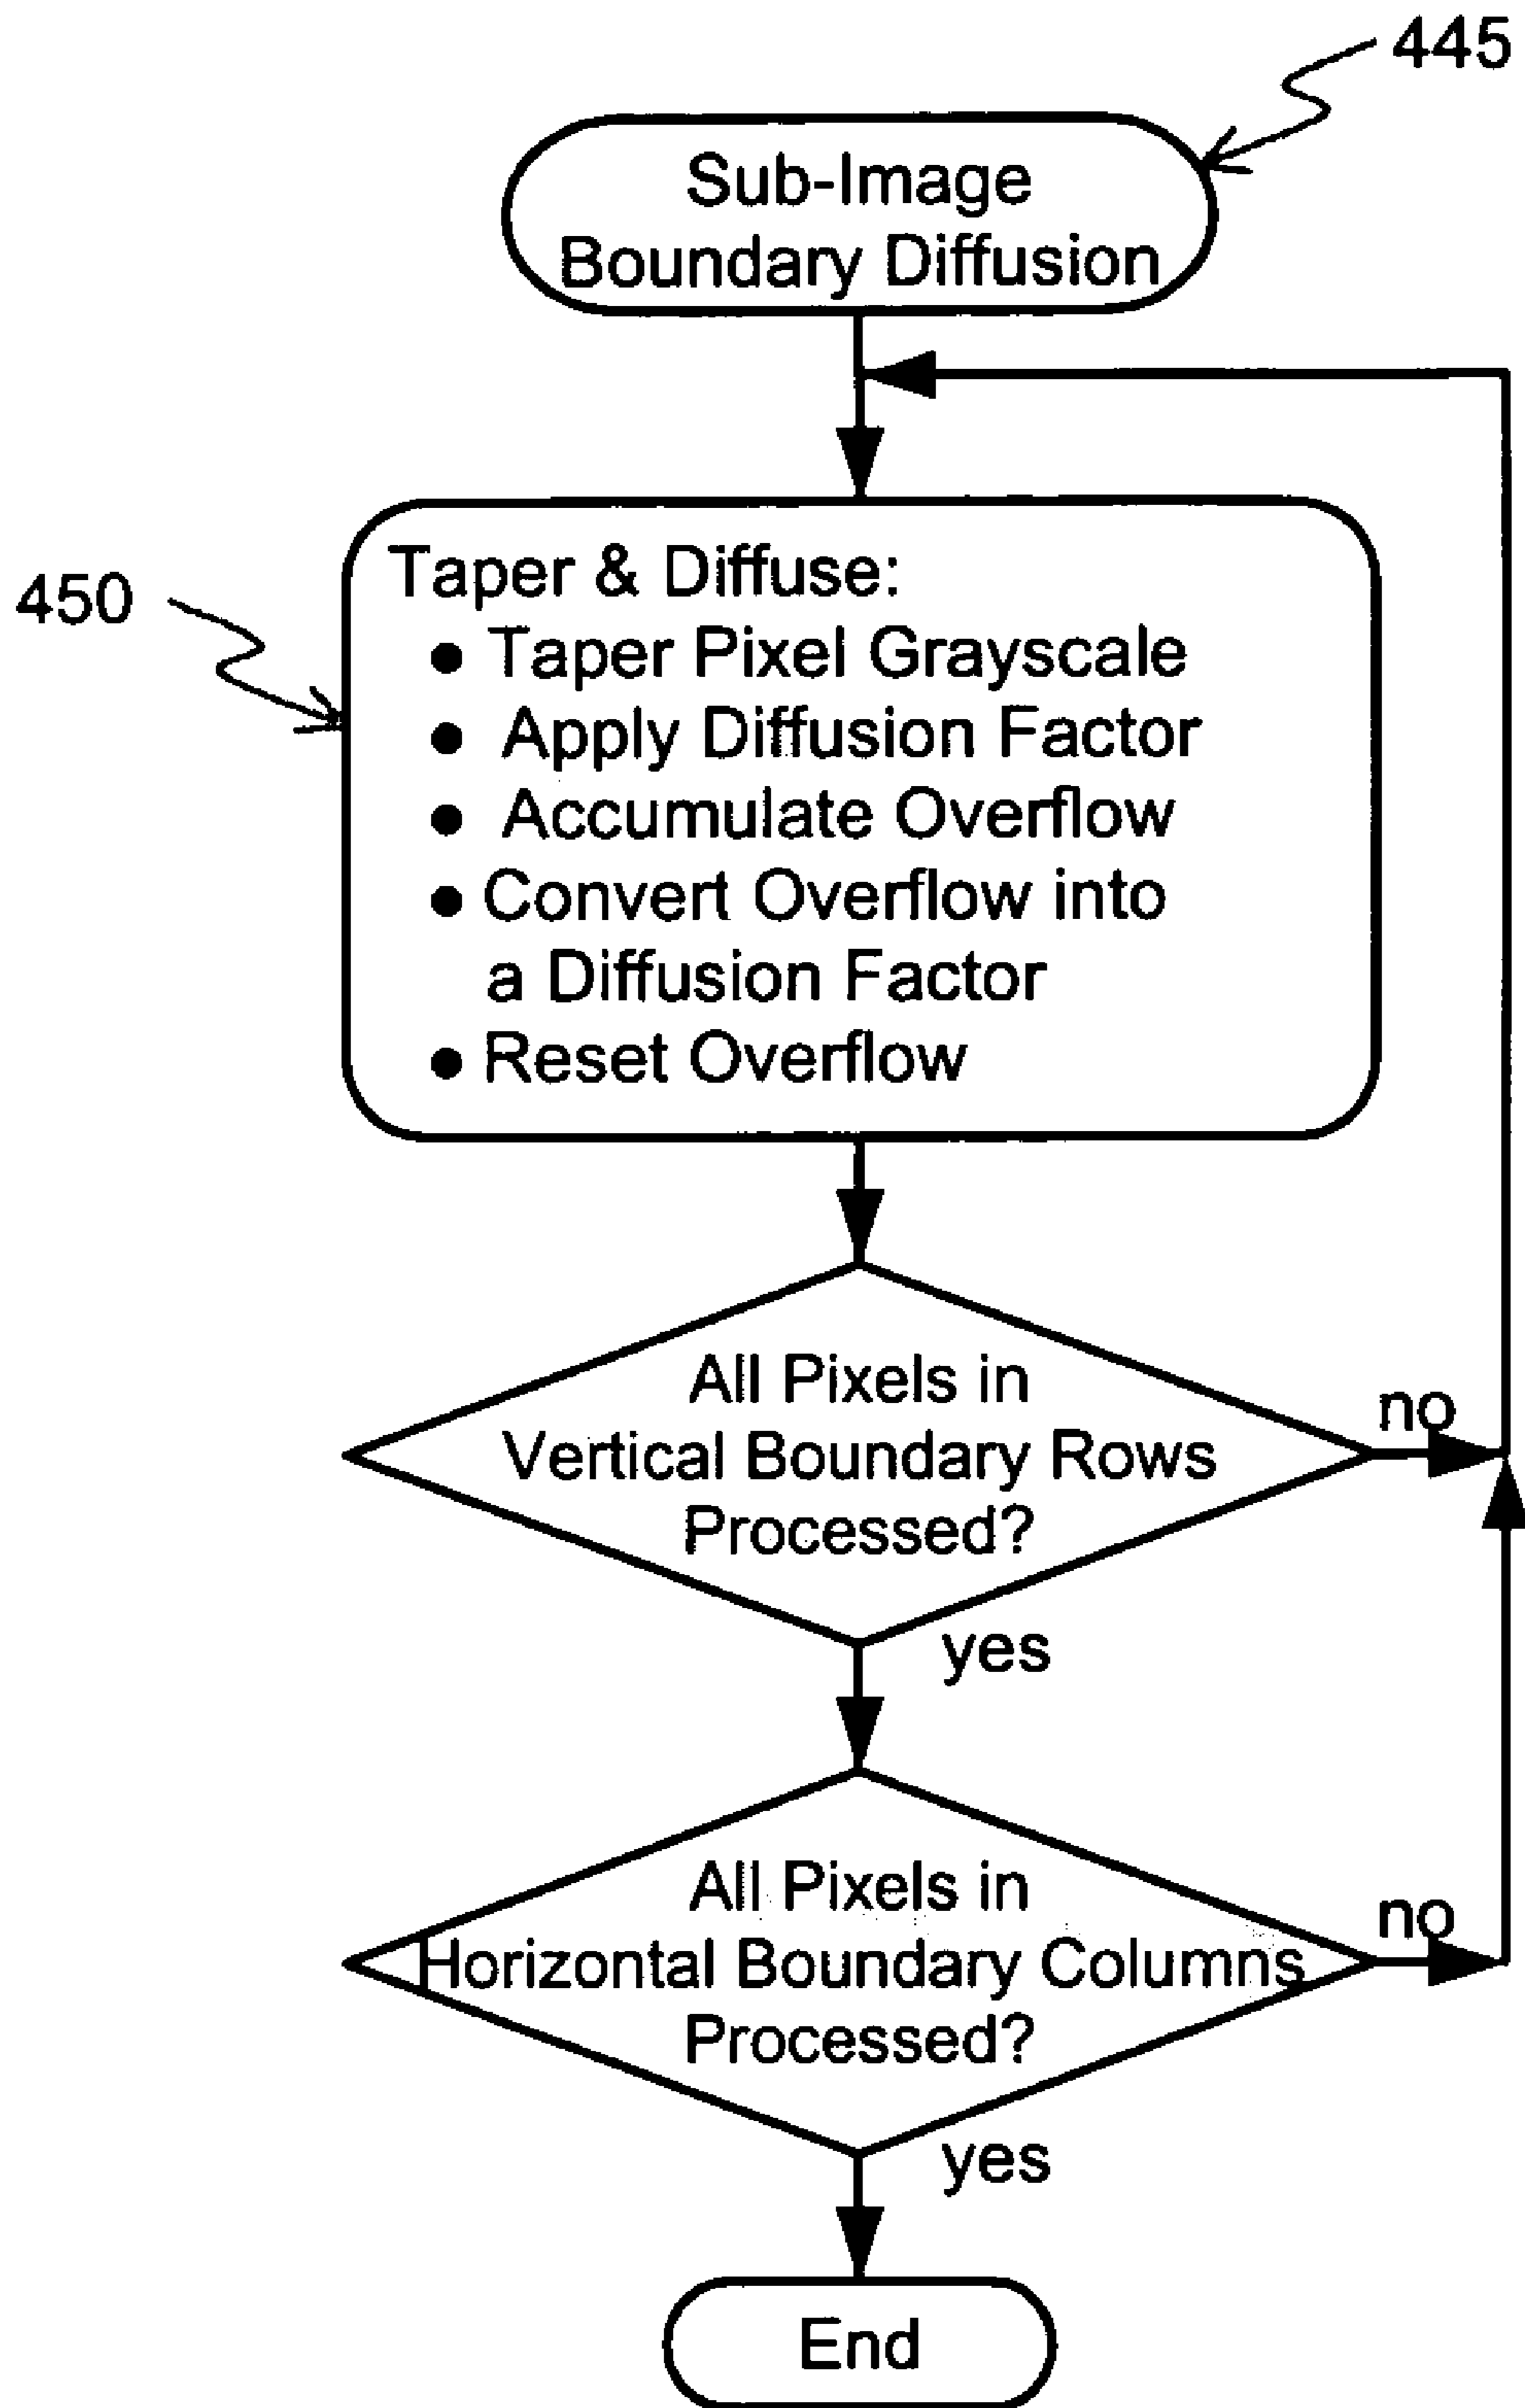 445
Sub-Image
Boundary Diffusion
450
Taper & Diffuse:
● Taper Pixel Grayscale
● Apply Diffusion Factor
● Accumulate Overflow
● Convert Overflow into
a Diffusion Factor
● Reset Overflow
All Pixels in
Vertical Boundary Rows
Processed?
no
yes
All Pixels in
Horizontal Boundary Columns
Processed?
no
yes
End